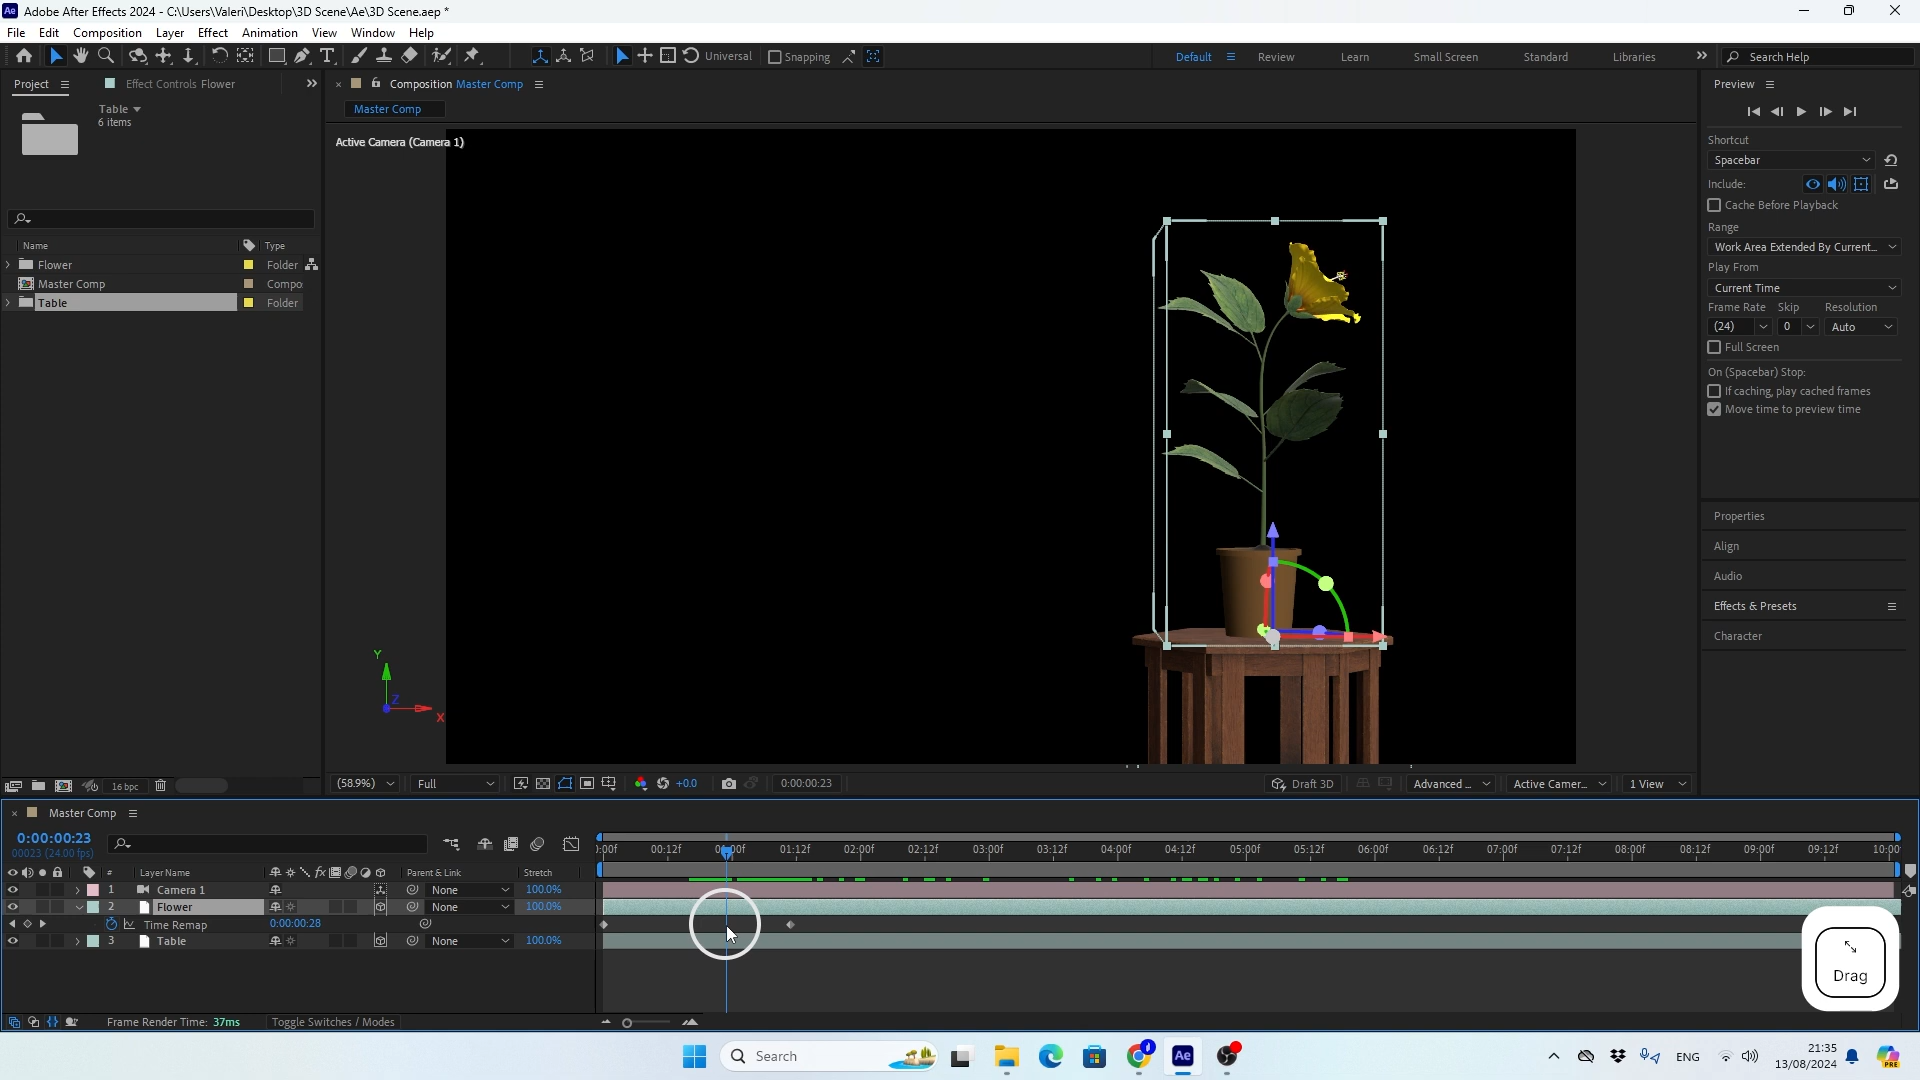 Adobe After Effects 2024 - C:\Users\Valeri\Desktop\3D Scene\Ae\3D Scene.aep *
File Edit Composition Layer Effect Animation View Window Help
Universal Snapping Default Review Learn Small Screen Standard Libraries Search Help
Project Effect Controls Flower Composition Master Comp Preview
Table
6 items
Master Comp
Active Camera (Camera 1)
Shortcut
Spacebar
Include:
Cache Before Playback
Range
Work Area Extended By Current...
Play From
Current Time
Frame Rate Skip Resolution
(24) 0 Auto
Full Screen
On (Spacebar) Stop:
If caching, play cached frames
Move time to preview time
Name Type
Flower Folder
Master Comp Compo
Table Folder
Properties
Align
Audio
Effects & Presets
Character
Y
Z
X
16 bpc
(58.9%) Full +0.0 0:00:00:23 Draft 3D Advanced ... Active Camer... 1 View
Master Comp
0:00:00:23
00023 (24.00 fps)
):00f 00:12f 01:00f 01:12f 02:00f 02:12f 03:00f 03:12f 04:00f 04:12f 05:00f 05:12f 06:00f 06:12f 07:00f 07:12f 08:00f 08:12f 09:00f 09:12f 10:00
# Layer Name fx Parent & Link Stretch
1 Camera 1 None 100.0%
2 Flower None 100.0%
Time Remap 0:00:00:28
3 Table None 100.0%
Drag
Frame Render Time: 37ms Toggle Switches / Modes
Search
Ae
ENG
21:35
13/08/2024
PRE